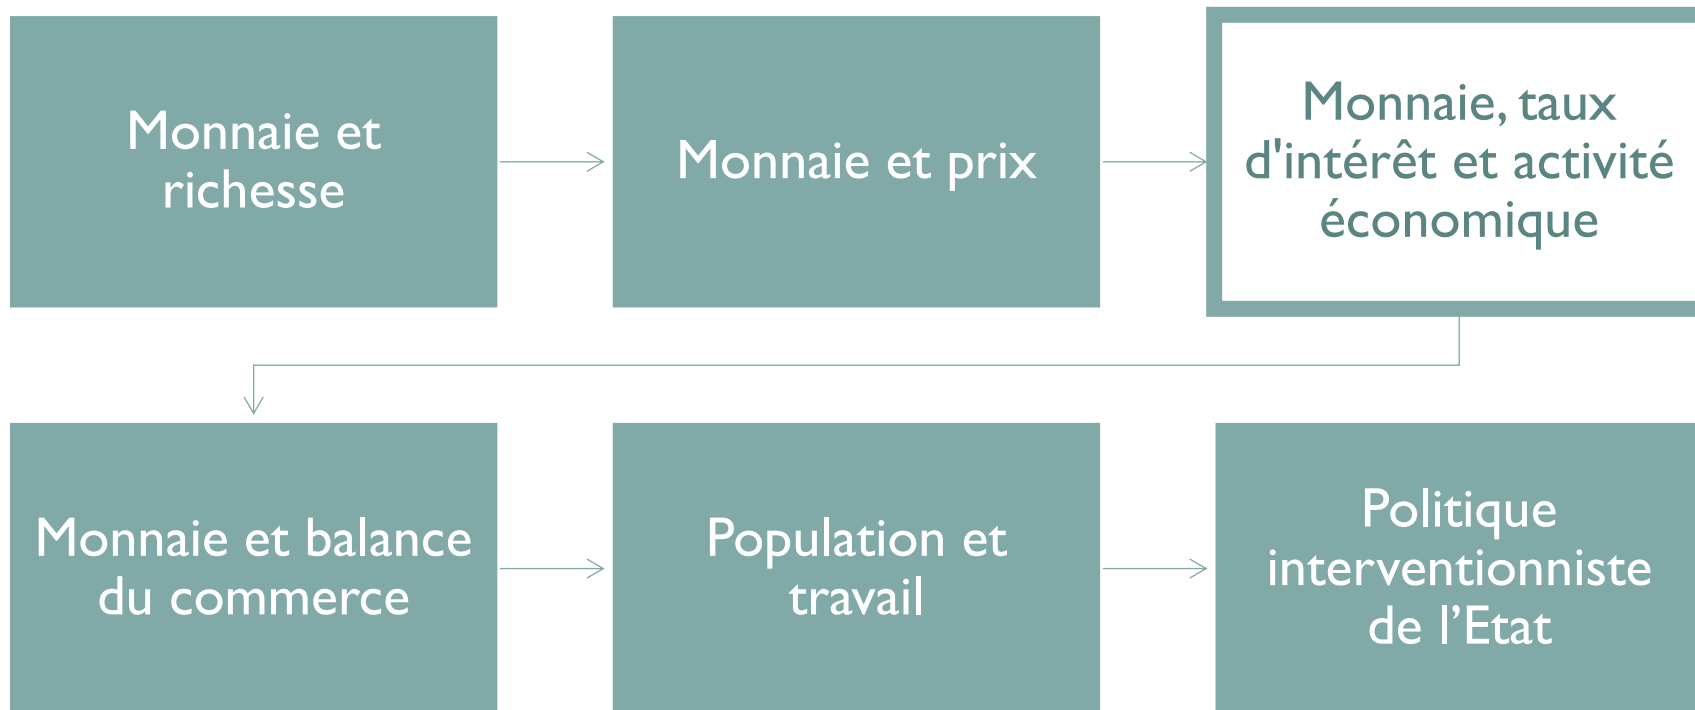 Monnaie et
richesse
Monnaie et prix
Monnaie, taux
d'intérêt et activité
économique
Monnaie et balance
du commerce
Population et
travail
Politique
interventionniste
de l’Etat